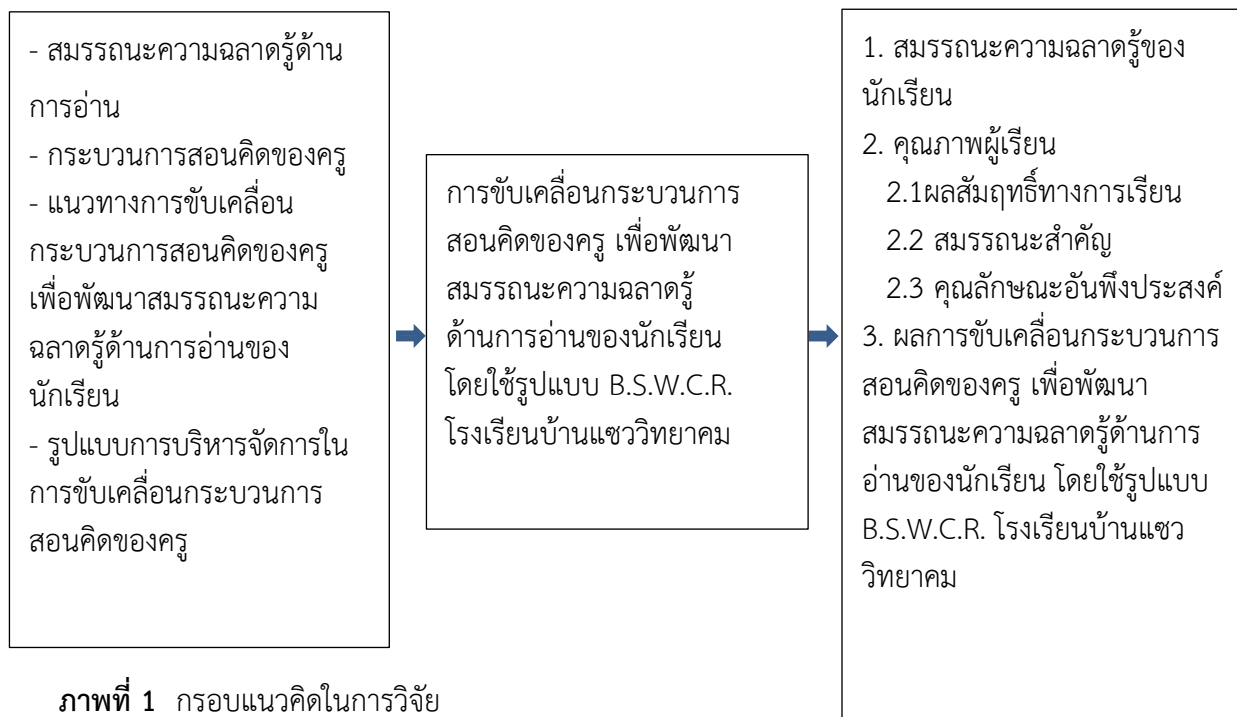 - สมรรถนะความฉลาดรู้ด้าน
การอ่าน
- กระบวนการสอนคิดของครู
- แนวทางการขับเคลื่อน
กระบวนการสอนคิดของครู
เพื่อพัฒนาสมรรถนะความ
ฉลาดรู้ด้านการอ่านของ
นักเรียน
- รูปแบบการบริหารจัดการใน
การขับเคลื่อนกระบวนการ
สอนคิดของครู
การขับเคลื่อนกระบวนการ
สอนคิดของครู เพื่อพัฒนา
สมรรถนะความฉลาดรู้
ด้านการอ่านของนักเรียน
โดยใช้รูปแบบ B.S.W.C.R.
โรงเรียนบ้านแซววิทยาคม
1. สมรรถนะความฉลาดรู้ของ
นักเรียน
2. คุณภาพผู้เรียน
2.1ผลสัมฤทธิ์ทางการเรียน
2.2 สมรรถนะสำคัญ
2.3 คุณลักษณะอันพึงประสงค์
3. ผลการขับเคลื่อนกระบวนการ
สอนคิดของครู เพื่อพัฒนา
สมรรถนะความฉลาดรู้ด้านการ
อ่านของนักเรียน โดยใช้รูปแบบ
B.S.W.C.R. โรงเรียนบ้านแซว
วิทยาคม
ภาพที่ 1 กรอบแนวคิดในการวิจัย